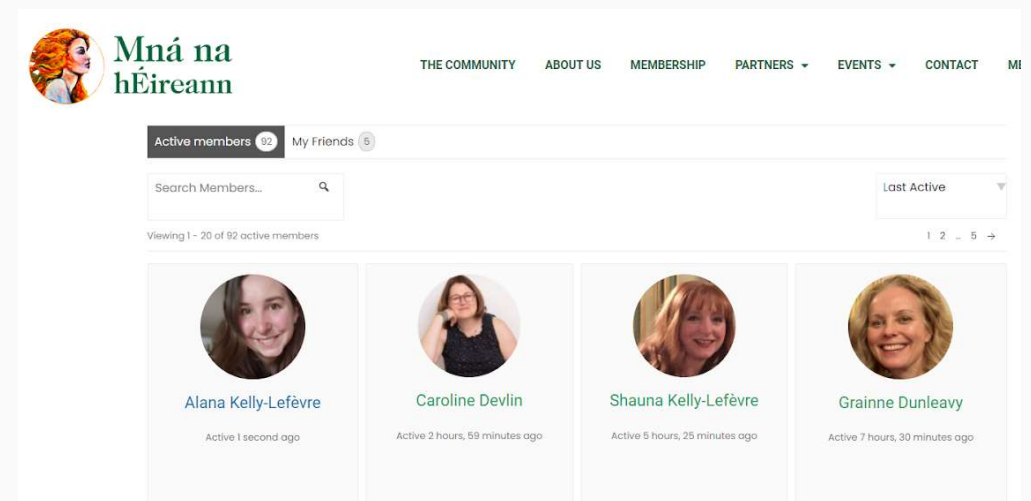 Mná na
hÉireann
THE COMMUNITY ABOUT US MEMBERSHIP PARTNERS EVENTS CONTACT ME
Active members 92 My Friends 5
Search Members...
Last Active
Viewing 1 - 20 of 92 active members
1 2 … 5 →
Alana Kelly-Lefèvre Caroline Devlin Shauna Kelly-Lefèvre Grainne Dunleavy
Active 1 second ago Active 2 hours, 59 minutes ago Active 5 hours, 25 minutes ago Active 7 hours, 30 minutes ago